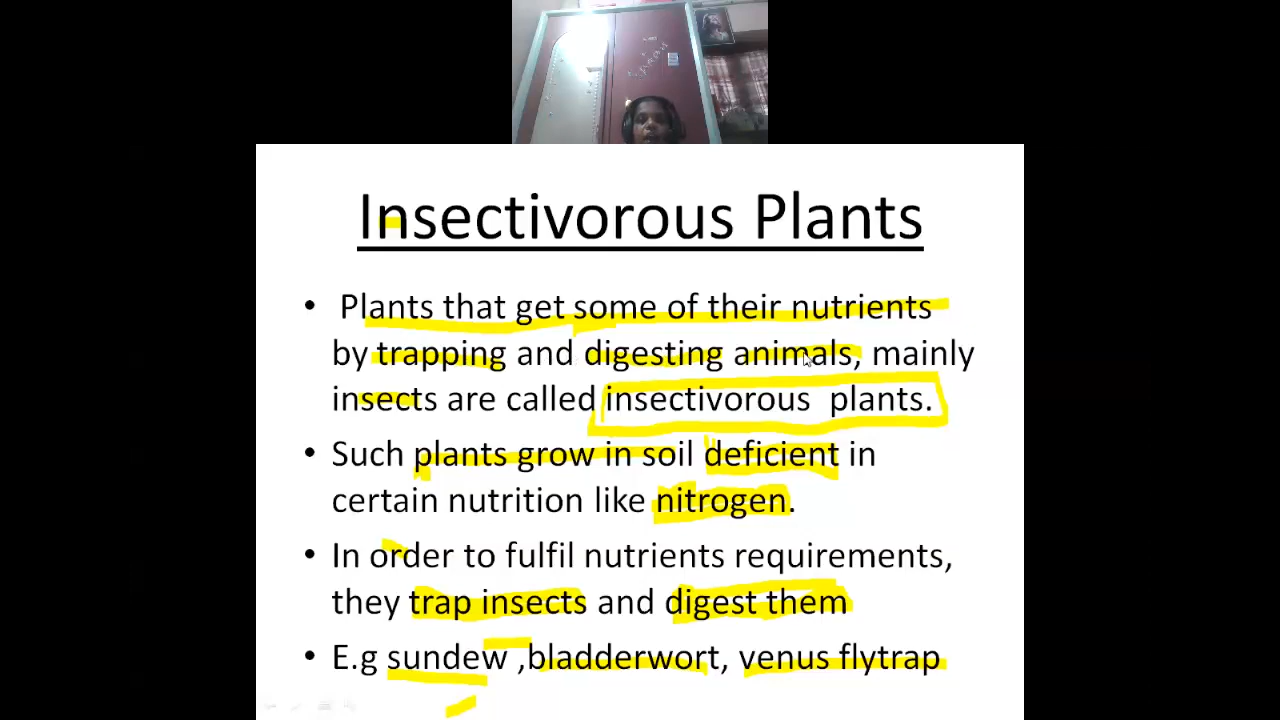 Insectivorous Plants
• Plants that get some of their nutrients
by trapping and digesting animals, mainly
insects are called insectivorous plants.
• Such plants grow in soil deficient in
certain nutrition like nitrogen.
• In order to fulfil nutrients requirements,
they trap insects and digest them
• E.g sundew ,bladderwort, venus flytrap